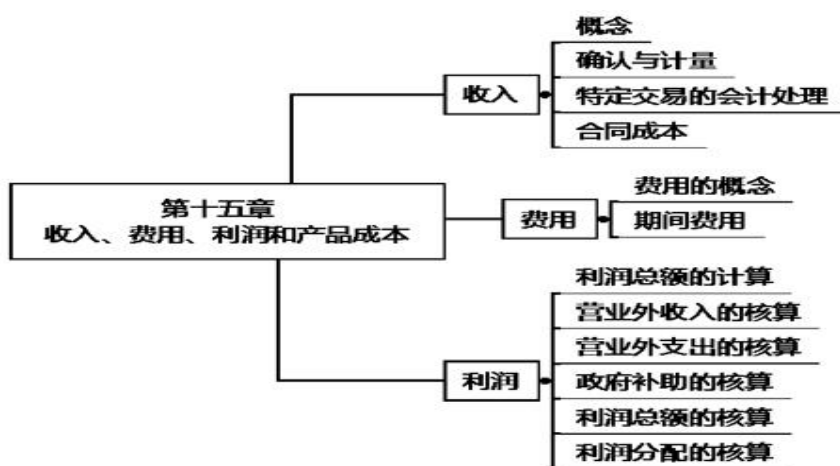 第十五章
收入、费用、利润和产品成本
收入
概念
确认与计量
特定交易的会计处理
合同成本
费用
费用的概念
期间费用
利润
利润总额的计算
营业外收入的核算
营业外支出的核算
政府补助的核算
利润总额的核算
利润分配的核算